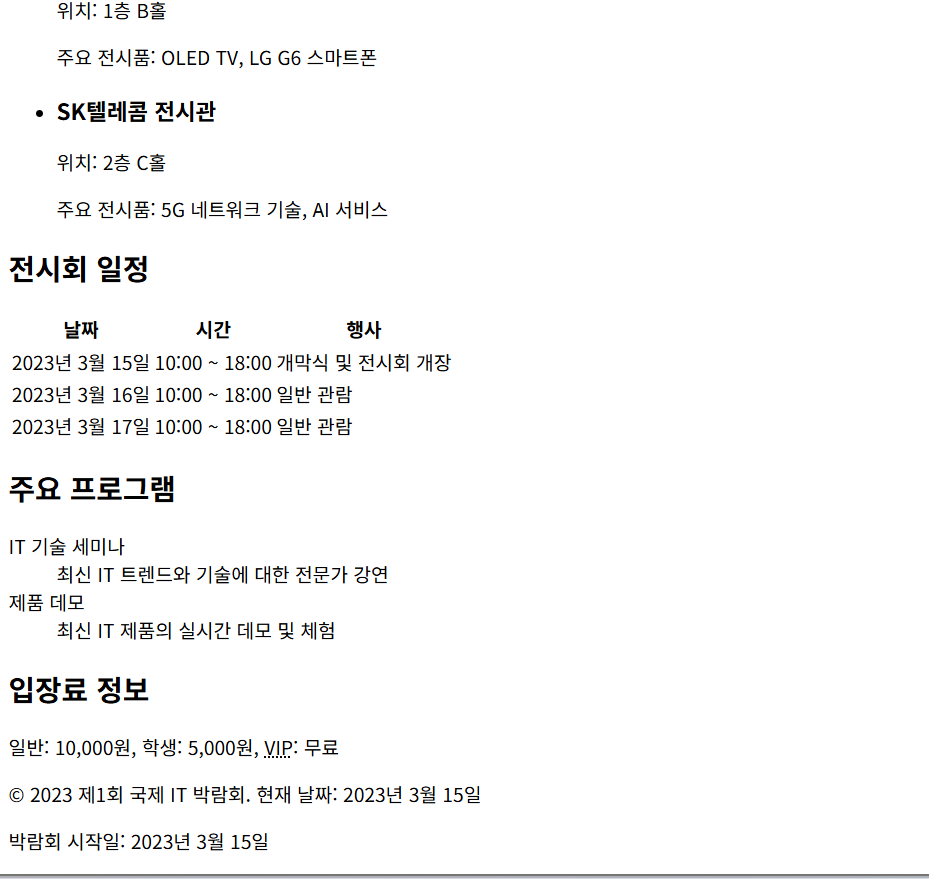 위치: 1층 B홀
주요 전시품: OLED TV, LG G6 스마트폰
• SK텔레콤 전시관
위치: 2층 C홀
주요 전시품: 5G 네트워크 기술, AI 서비스
전시회 일정
날짜 시간 행사
2023년 3월 15일 10:00 ~ 18:00 개막식 및 전시회 개장
2023년 3월 16일 10:00 ~ 18:00 일반 관람
2023년 3월 17일 10:00 ~ 18:00 일반 관람
주요 프로그램
IT 기술 세미나
최신 IT 트렌드와 기술에 대한 전문가 강연
제품 데모
최신 IT 제품의 실시간 데모 및 체험
입장료 정보
일반: 10,000원, 학생: 5,000원, VIP: 무료
© 2023 제1회 국제 IT 박람회. 현재 날짜: 2023년 3월 15일
박람회 시작일: 2023년 3월 15일